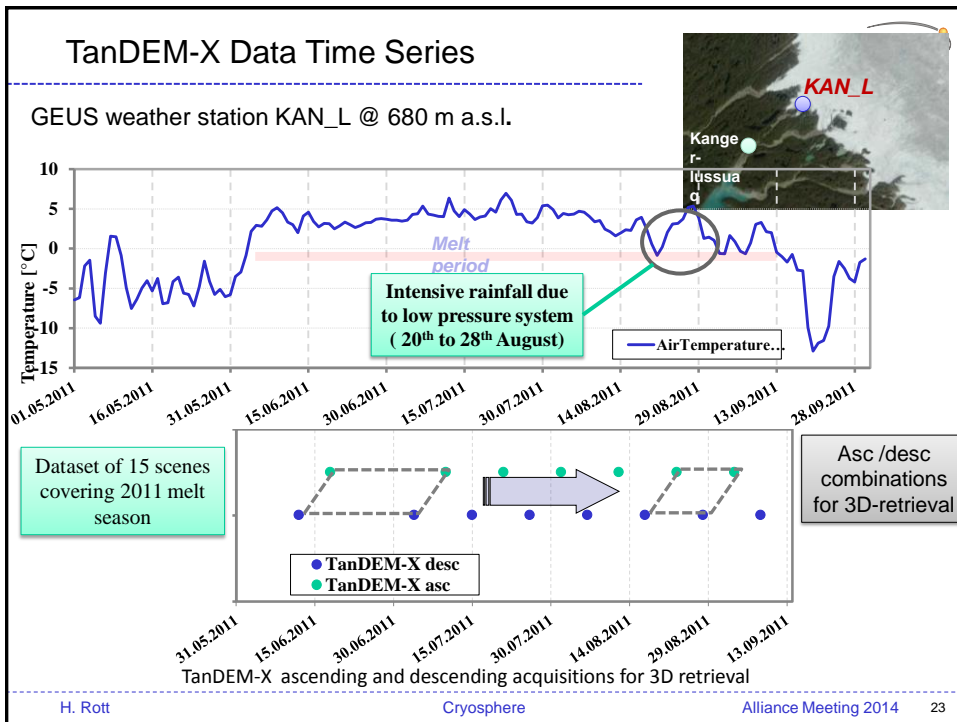 TanDEM-X Data Time Series
KAN_L
GEUS weather station KAN_L @ 680 m a.s.l.
Kange
r-
lussua
q
Temperature [°C]
10
5
0
-5
-10
-15
Melt
period
Intensive rainfall due
to low pressure system
( 20th to 28th August)
AirTemperature…
01.05.2011
16.05.2011
31.05.2011
15.06.2011
30.06.2011
15.07.2011
30.07.2011
14.08.2011
29.08.2011
13.09.2011
28.09.2011
Dataset of 15 scenes
covering 2011 melt
season
Asc /desc
combinations
for 3D-retrieval
TanDEM-X desc
TanDEM-X asc
31.05.2011
15.06.2011
30.06.2011
15.07.2011
30.07.2011
14.08.2011
29.08.2011
13.09.2011
TanDEM-X ascending and descending acquisitions for 3D retrieval
H. Rott
Cryosphere
Alliance Meeting 2014
23